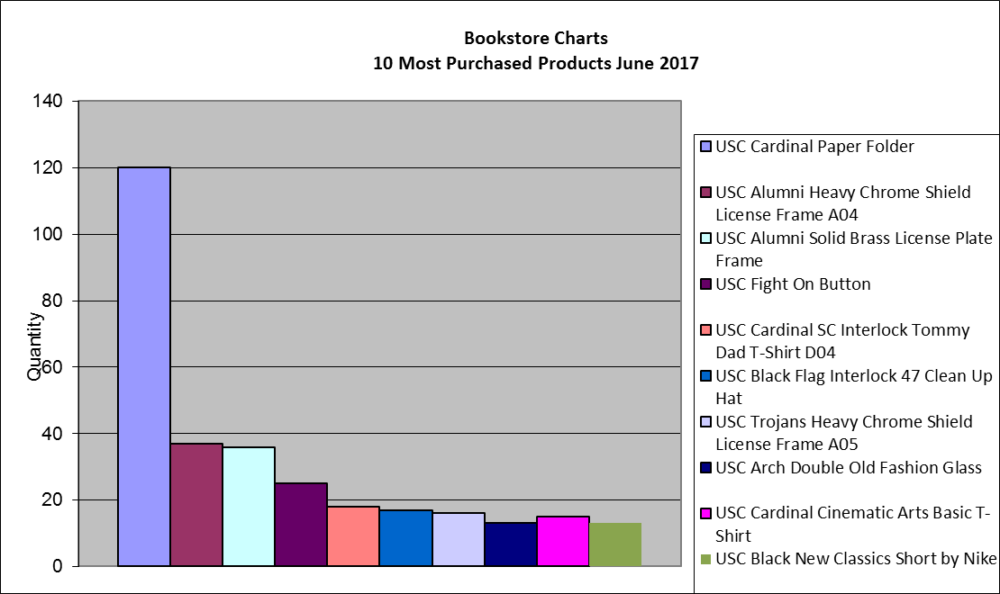 Bookstore Charts
10 Most Purchased Products June 2017
140
120
100
80
60
40
20
0
Quantity
USC Cardinal Paper Folder
USC Alumni Heavy Chrome Shield
License Frame A04
USC Alumni Solid Brass License Plate
Frame
USC Fight On Button
USC Cardinal SC Interlock Tommy
Dad T-Shirt D04
USC Black Flag Interlock 47 Clean Up
Hat
USC Trojans Heavy Chrome Shield
License Frame A05
USC Arch Double Old Fashion Glass
USC Cardinal Cinematic Arts Basic T-
Shirt
USC Black New Classics Short by Nike